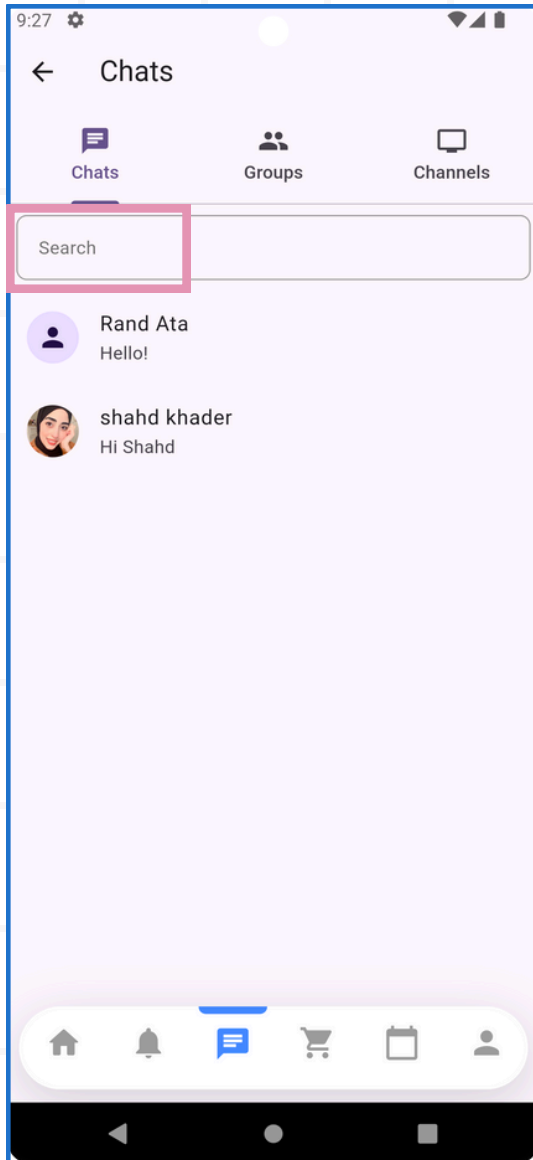 9:27
Chats
Chats Groups Channels
Search
Rand Ata
Hello!
shahd khader
Hi Shahd